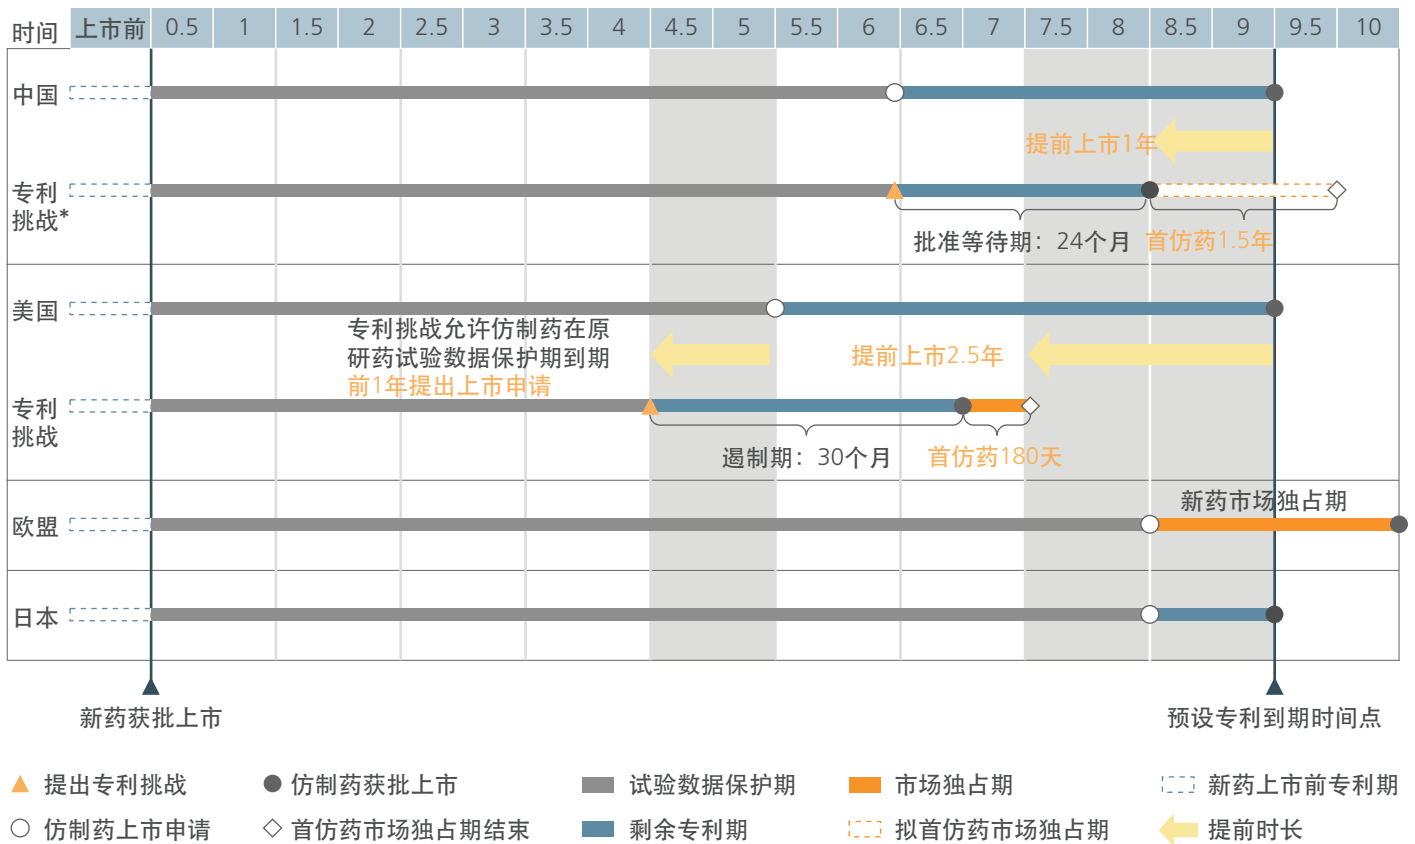 时间 上市前 0.5 1 1.5 2 2.5 3 3.5 4 4.5 5 5.5 6 6.5 7 7.5 8 8.5 9 9.5 10
中国
提前上市1年
专利
挑战*
批准等待期：24个月
首仿药1.5年
美国
专利挑战允许仿制药在原
研药试验数据保护期到期
前1年提出上市申请
提前上市2.5年
专利
挑战
遏制期：30个月
首仿药180天
新药市场独占期
欧盟
日本
新药获批上市
预设专利到期时间点
提出专利挑战 仿制药获批上市 试验数据保护期 市场独占期 新药上市前专利期
仿制药上市申请 首仿药市场独占期结束 剩余专利期 拟首仿药市场独占期 提前时长